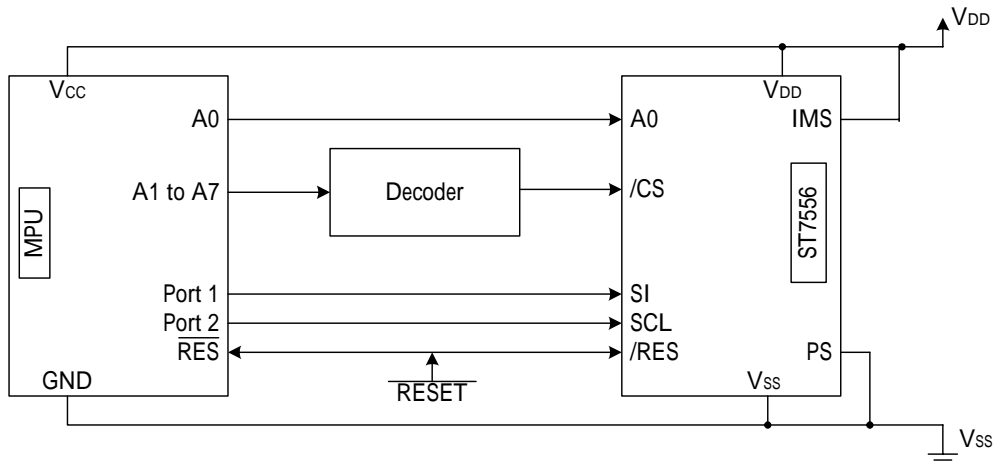 VDD
VCC
VDD
A0
A0
IMS
A1 to A7
Decoder
/CS
MPU
ST7556
Port 1
SI
Port 2
SCL
RES
/RES
PS
GND
RESET
VSS
VSS